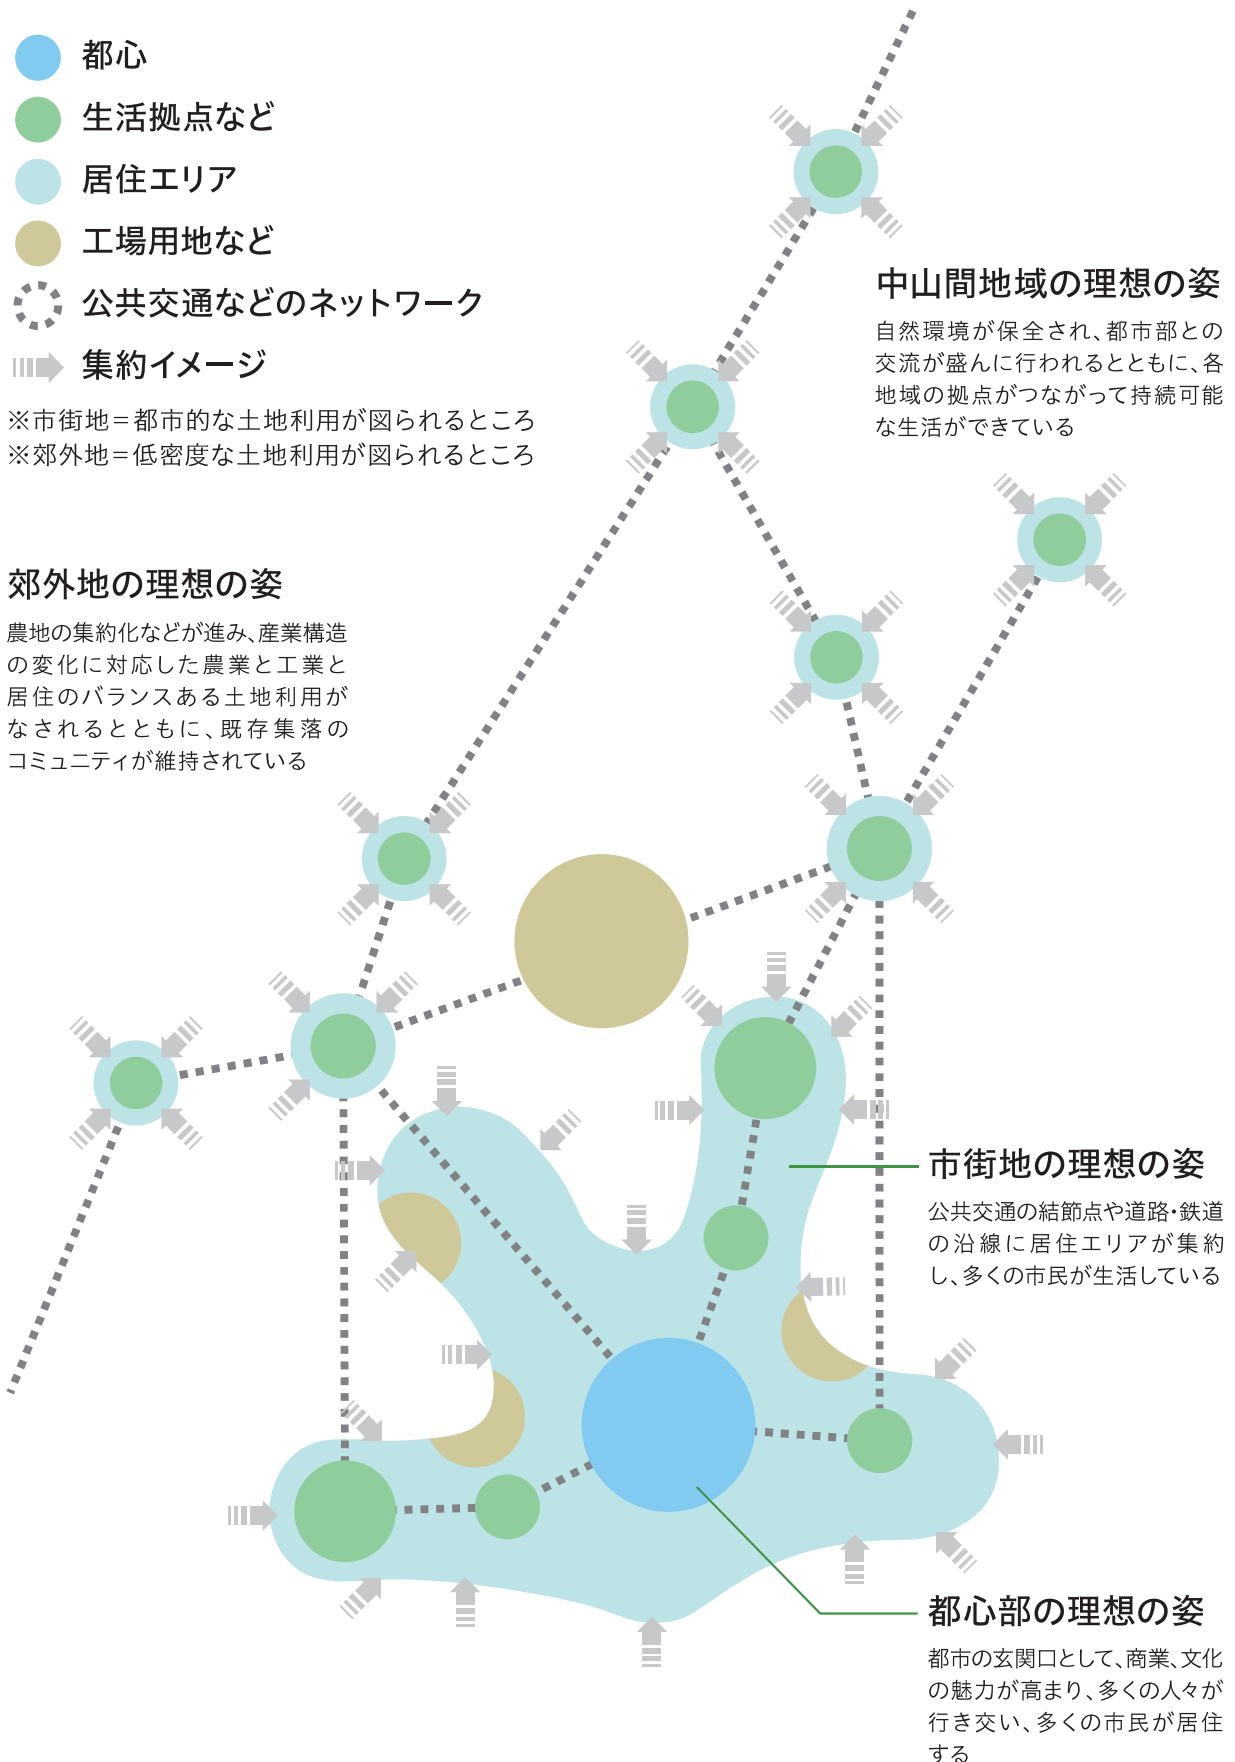 都心
生活拠点など
居住エリア
工場用地など
公共交通などのネットワーク
集約イメージ
※市街地＝都市的な土地利用が図られるところ
※郊外地＝低密度な土地利用が図られるところ
中山間地域の理想の姿
自然環境が保全され、都市部との
交流が盛んに行われるとともに、各
地域の拠点がつながって持続可能
な生活ができている
郊外地の理想の姿
農地の集約化などが進み、産業構造
の変化に対応した農業と工業と
居住のバランスある土地利用が
なされるとともに、既存集落の
コミュニティが維持されている
市街地の理想の姿
公共交通の結節点や道路・鉄道
の沿線に居住エリアが集約
し、多くの市民が生活している
都心部の理想の姿
都市の玄関口として、商業、文化
の魅力が高まり、多くの人々が
行き交い、多くの市民が居住
する